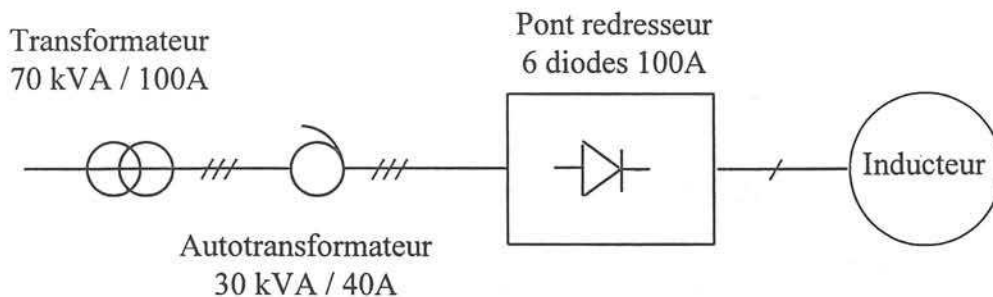 Transformateur
70 kVA / 100A
Pont redresseur
6 diodes 100A
Inducteur
Autotransformateur
30 kVA / 40A